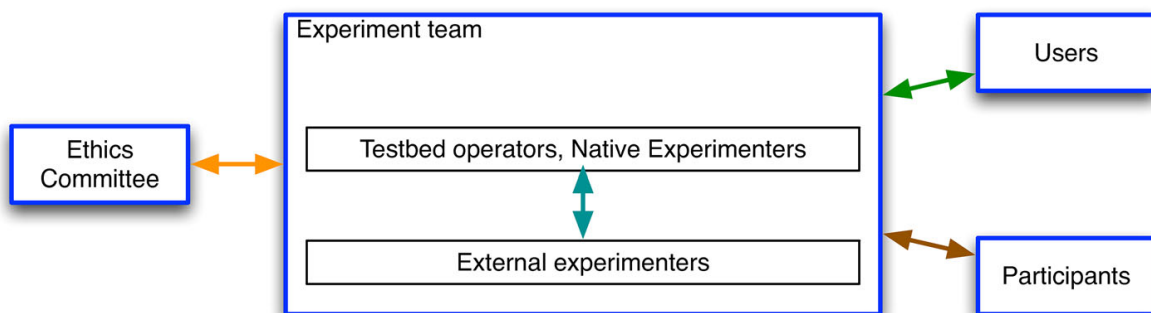 Experiment team
Users
Ethics
Committee
Testbed operators, Native Experimenters
External experimenters
Participants